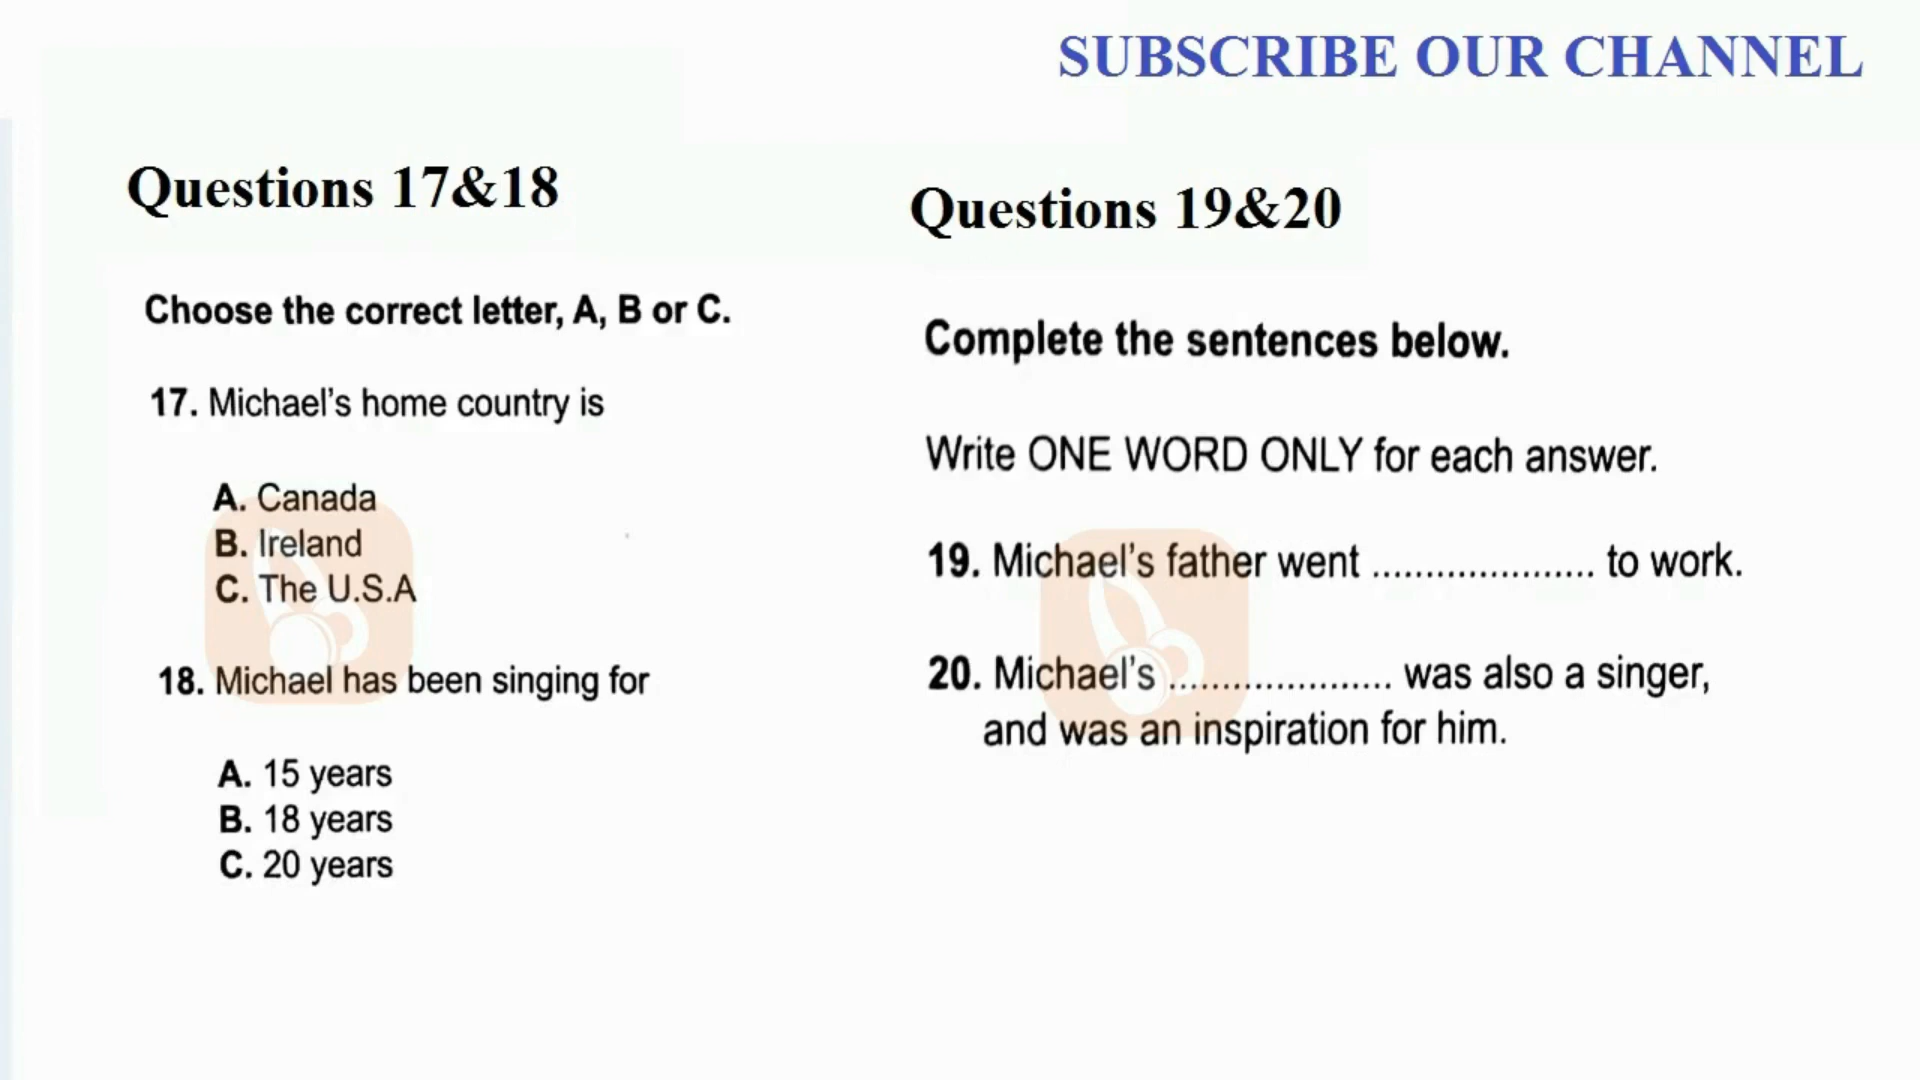 SUBSCRIBE OUR CHANNEL
Questions 17&18
Choose the correct letter, A, B or C.
17. Michael's home country is
A. Canada
B. Ireland
C. The U.S.A
18. Michael has been singing for
A. 15 years
B. 18 years
C. 20 years
Questions 19&20
Complete the sentences below.
Write ONE WORD ONLY for each answer.
19. Michael's father went ..................... to work.
20. Michael's ..................... was also a singer,
and was an inspiration for him.